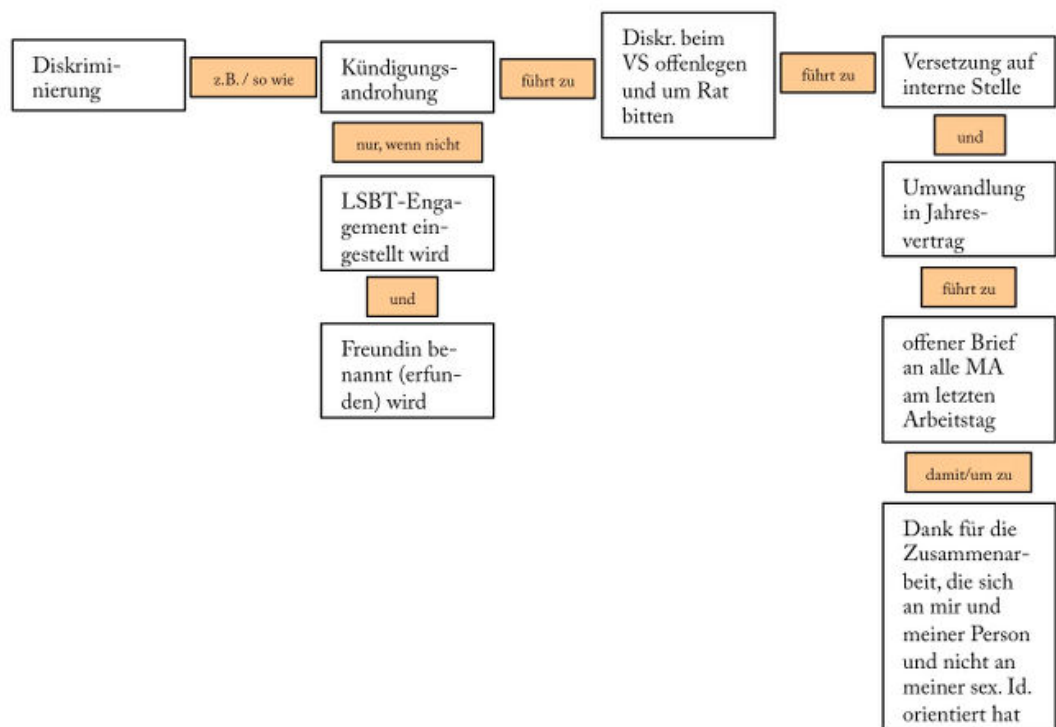 Diskrimi-
nierung
z.B. / so wie
Kündigungs-
androhung
führt zu
Diskr. beim
VS offenlegen
und um Rat
bitten
führt zu
Versetzung auf
interne Stelle
nur, wenn nicht
LSBT-Enga-
gement ein-
gestellt wird
und
Freundin be-
nannt (erfun-
den) wird
und
Umwandlung
in Jahres-
vertrag
führt zu
offener Brief
an alle MA
am letzten
Arbeitstag
damit/um zu
Dank für die
Zusammenar-
beit, die sich
an mir und
meiner Person
und nicht an
meiner sex. Id.
orientiert hat